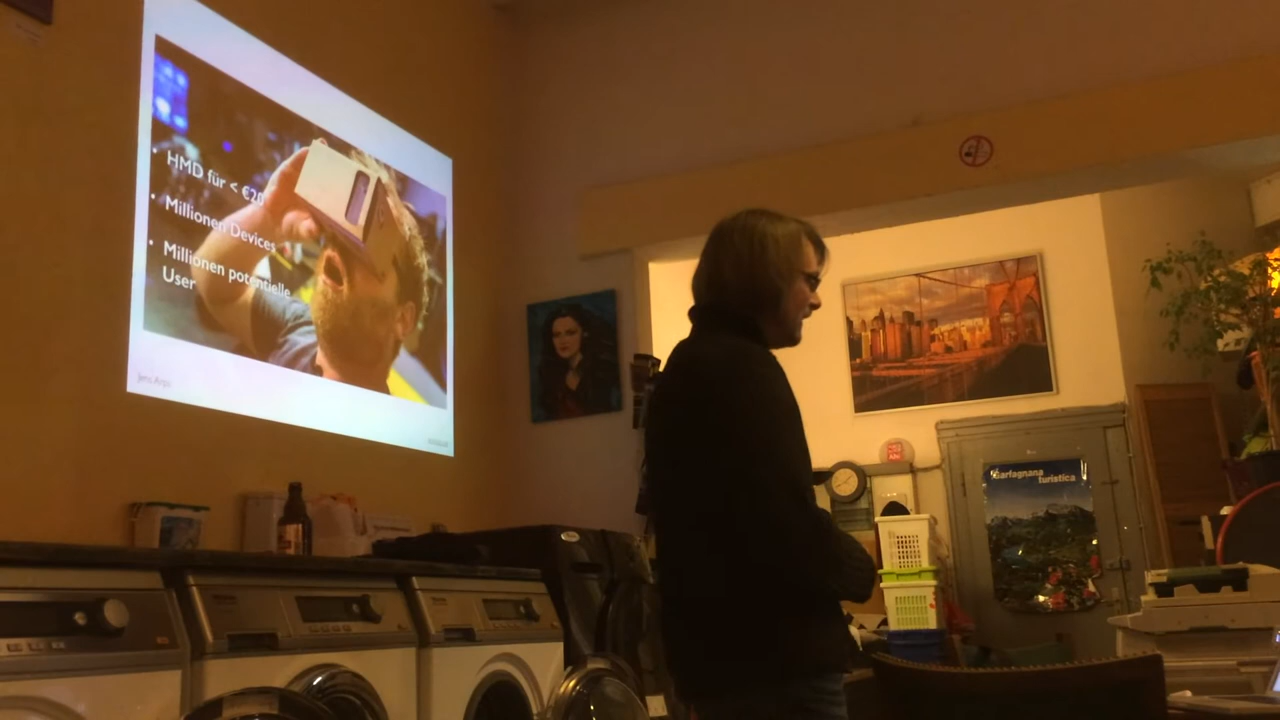 • HMD für < €20
• Millionen Devices
• Millionen potentielle
User
Jens Arps
Garfagnana
turistica